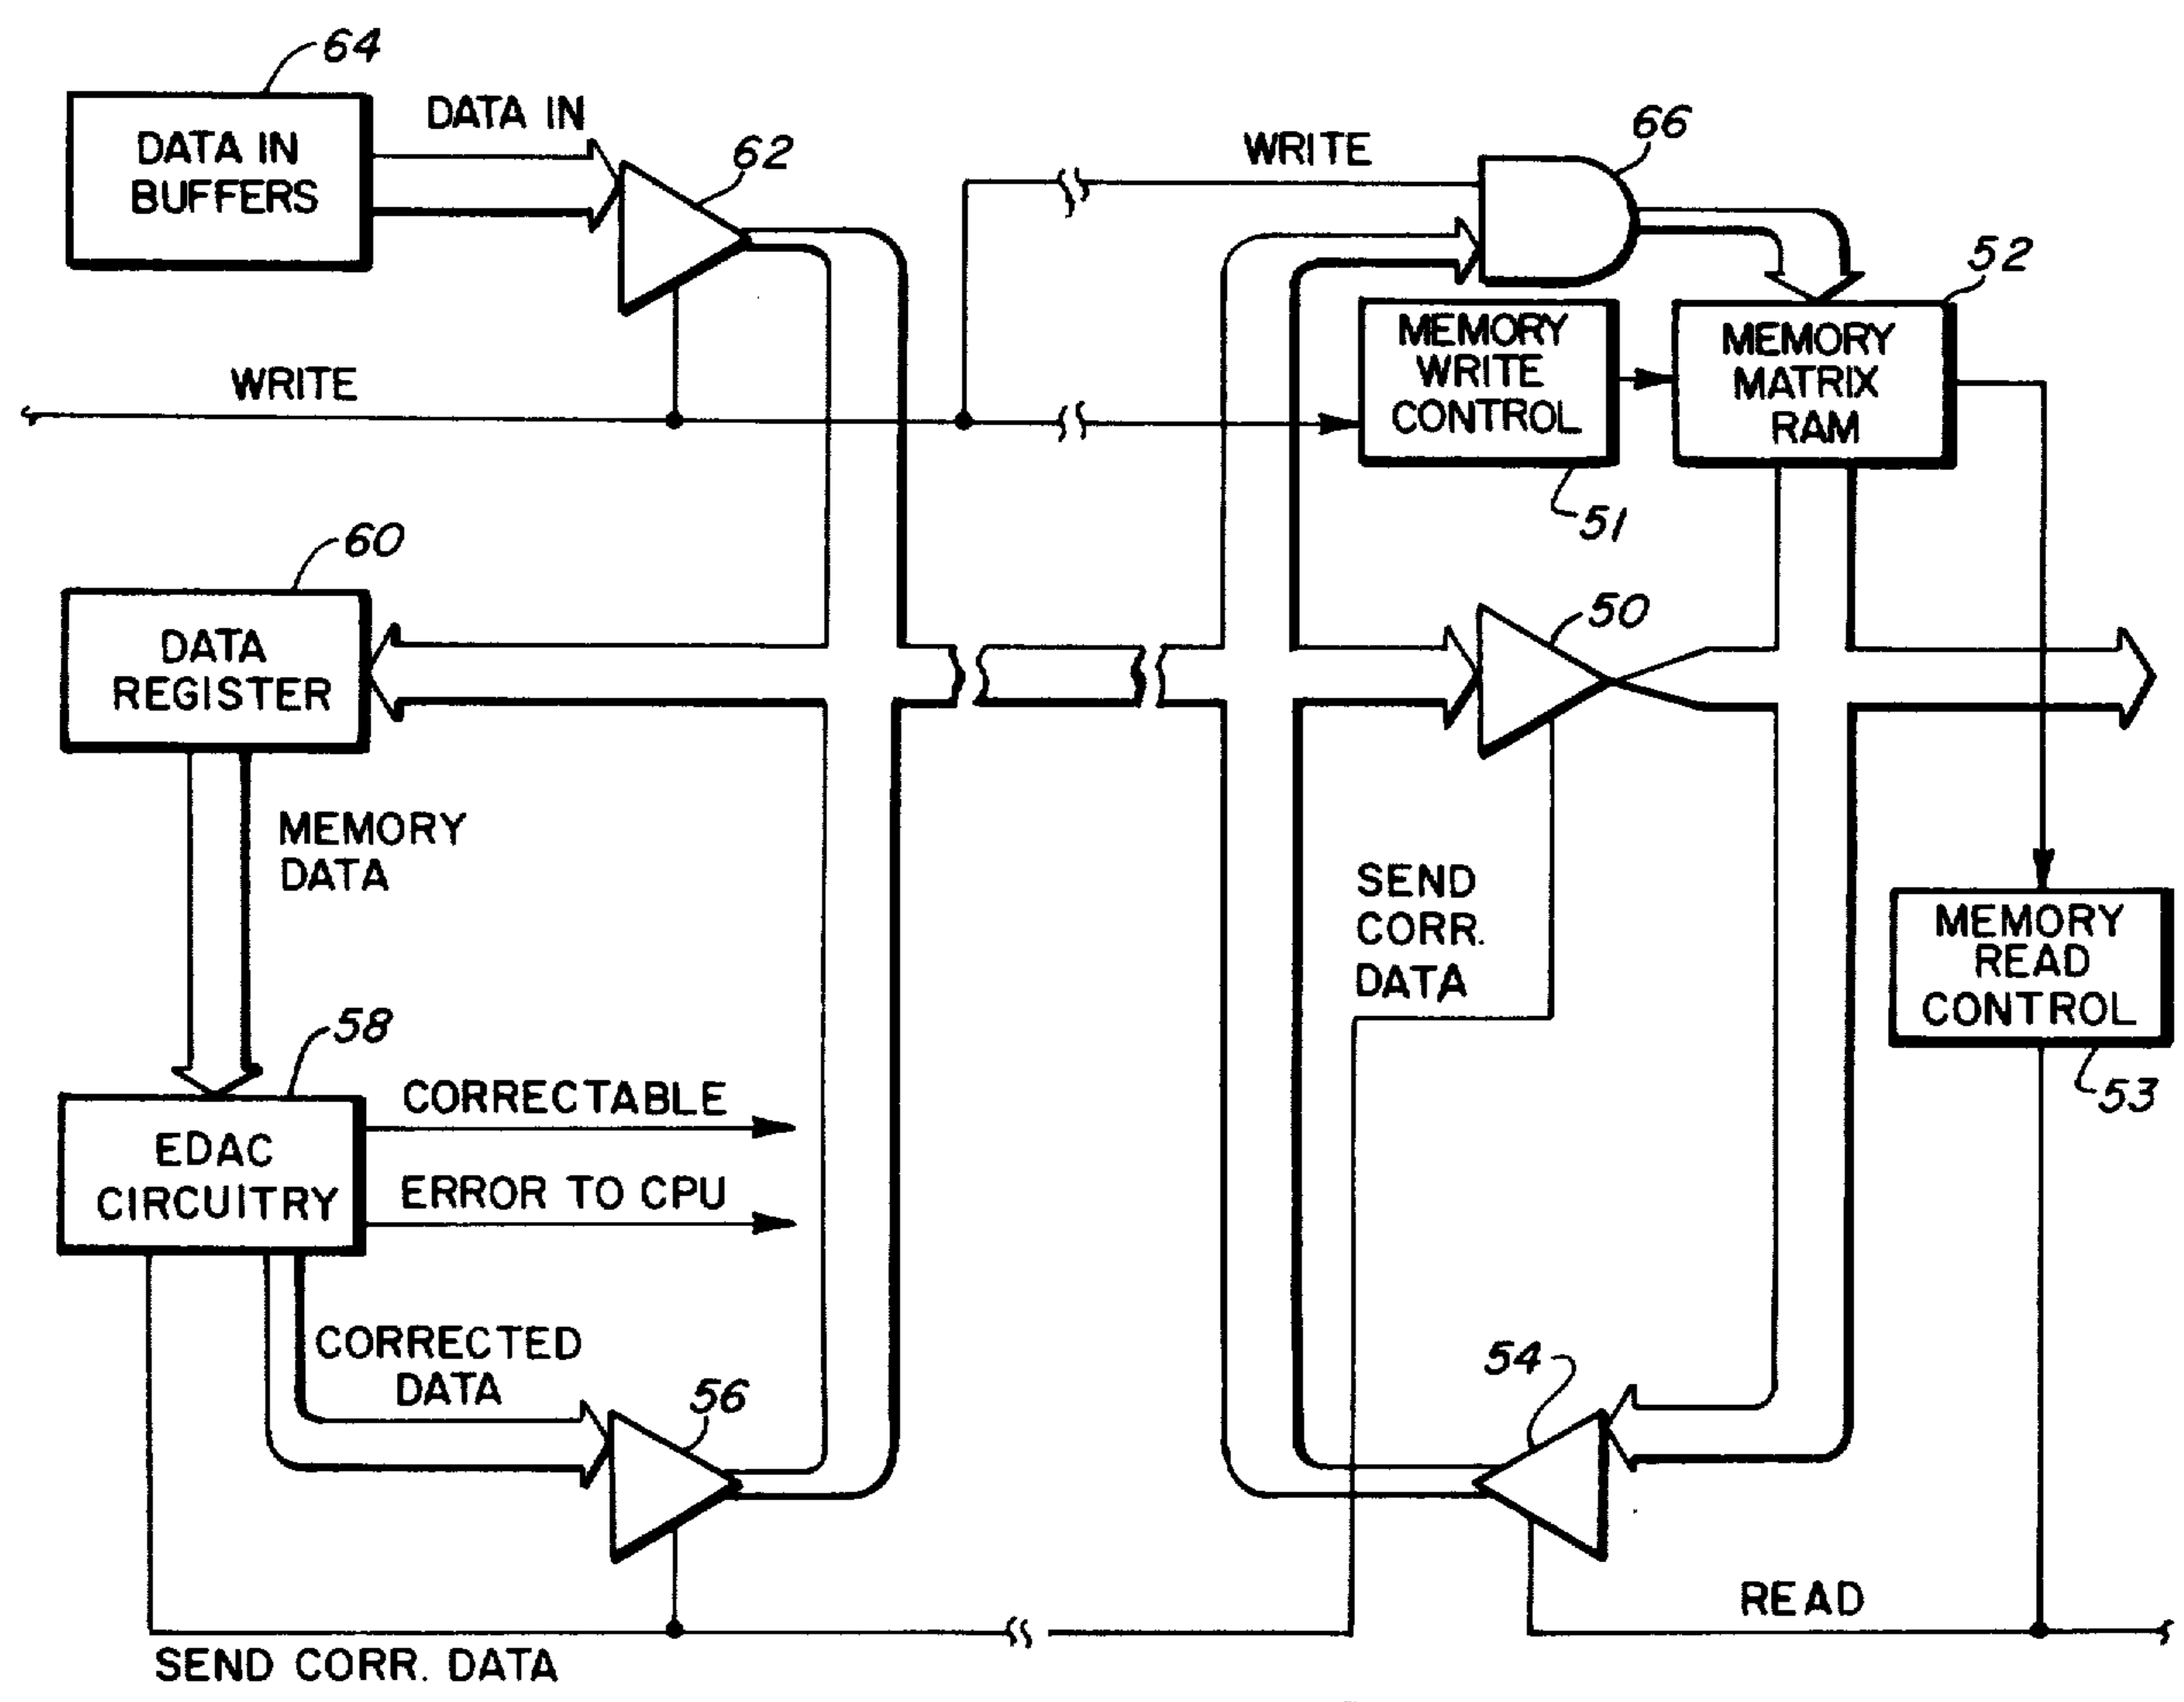 64
DATA IN
BUFFERS
DATA IN
62
WRITE
66
WRITE
MEMORY
WRITE
CONTROL
51
MEMORY
MATRIX
RAM
52
60
DATA
REGISTER
50
MEMORY
DATA
SEND
CORR.
DATA
MEMORY
READ
CONTROL
53
58
EDAC
CIRCUITRY
CORRECTABLE
ERROR TO CPU
CORRECTED
DATA
56
54
READ
SEND CORR. DATA